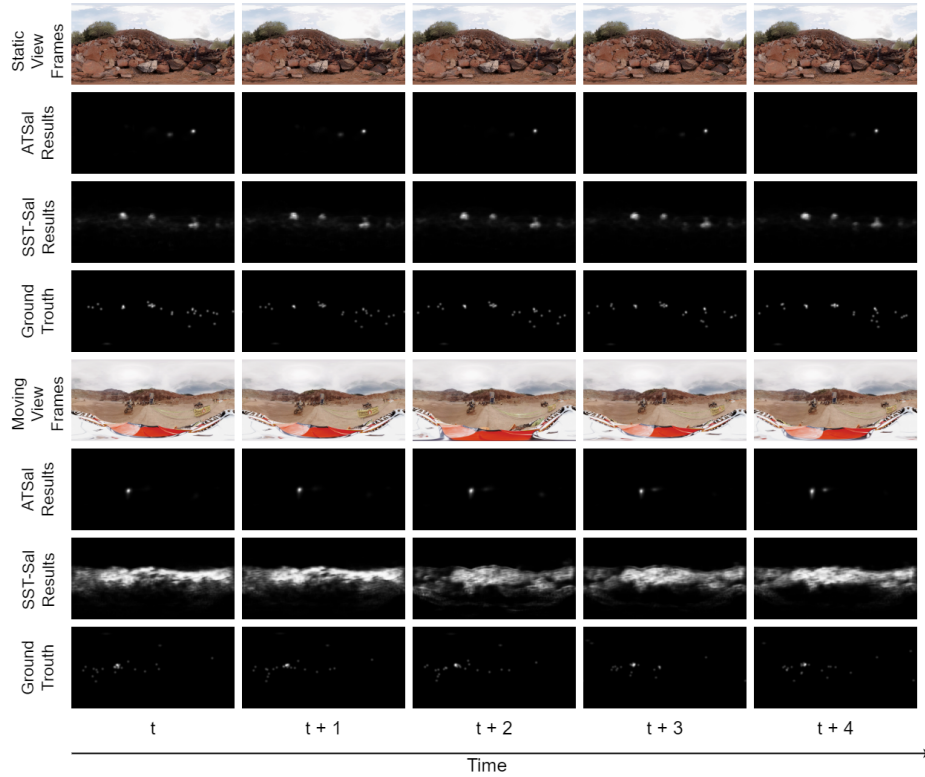 Static
View
Frames
ATSal
Results
SST-Sal
Results
Ground
Trouth
Moving
View
Frames
ATSal
Results
SST-Sal
Results
Ground
Trouth
t
t + 1
t + 2
t + 3
t + 4
Time